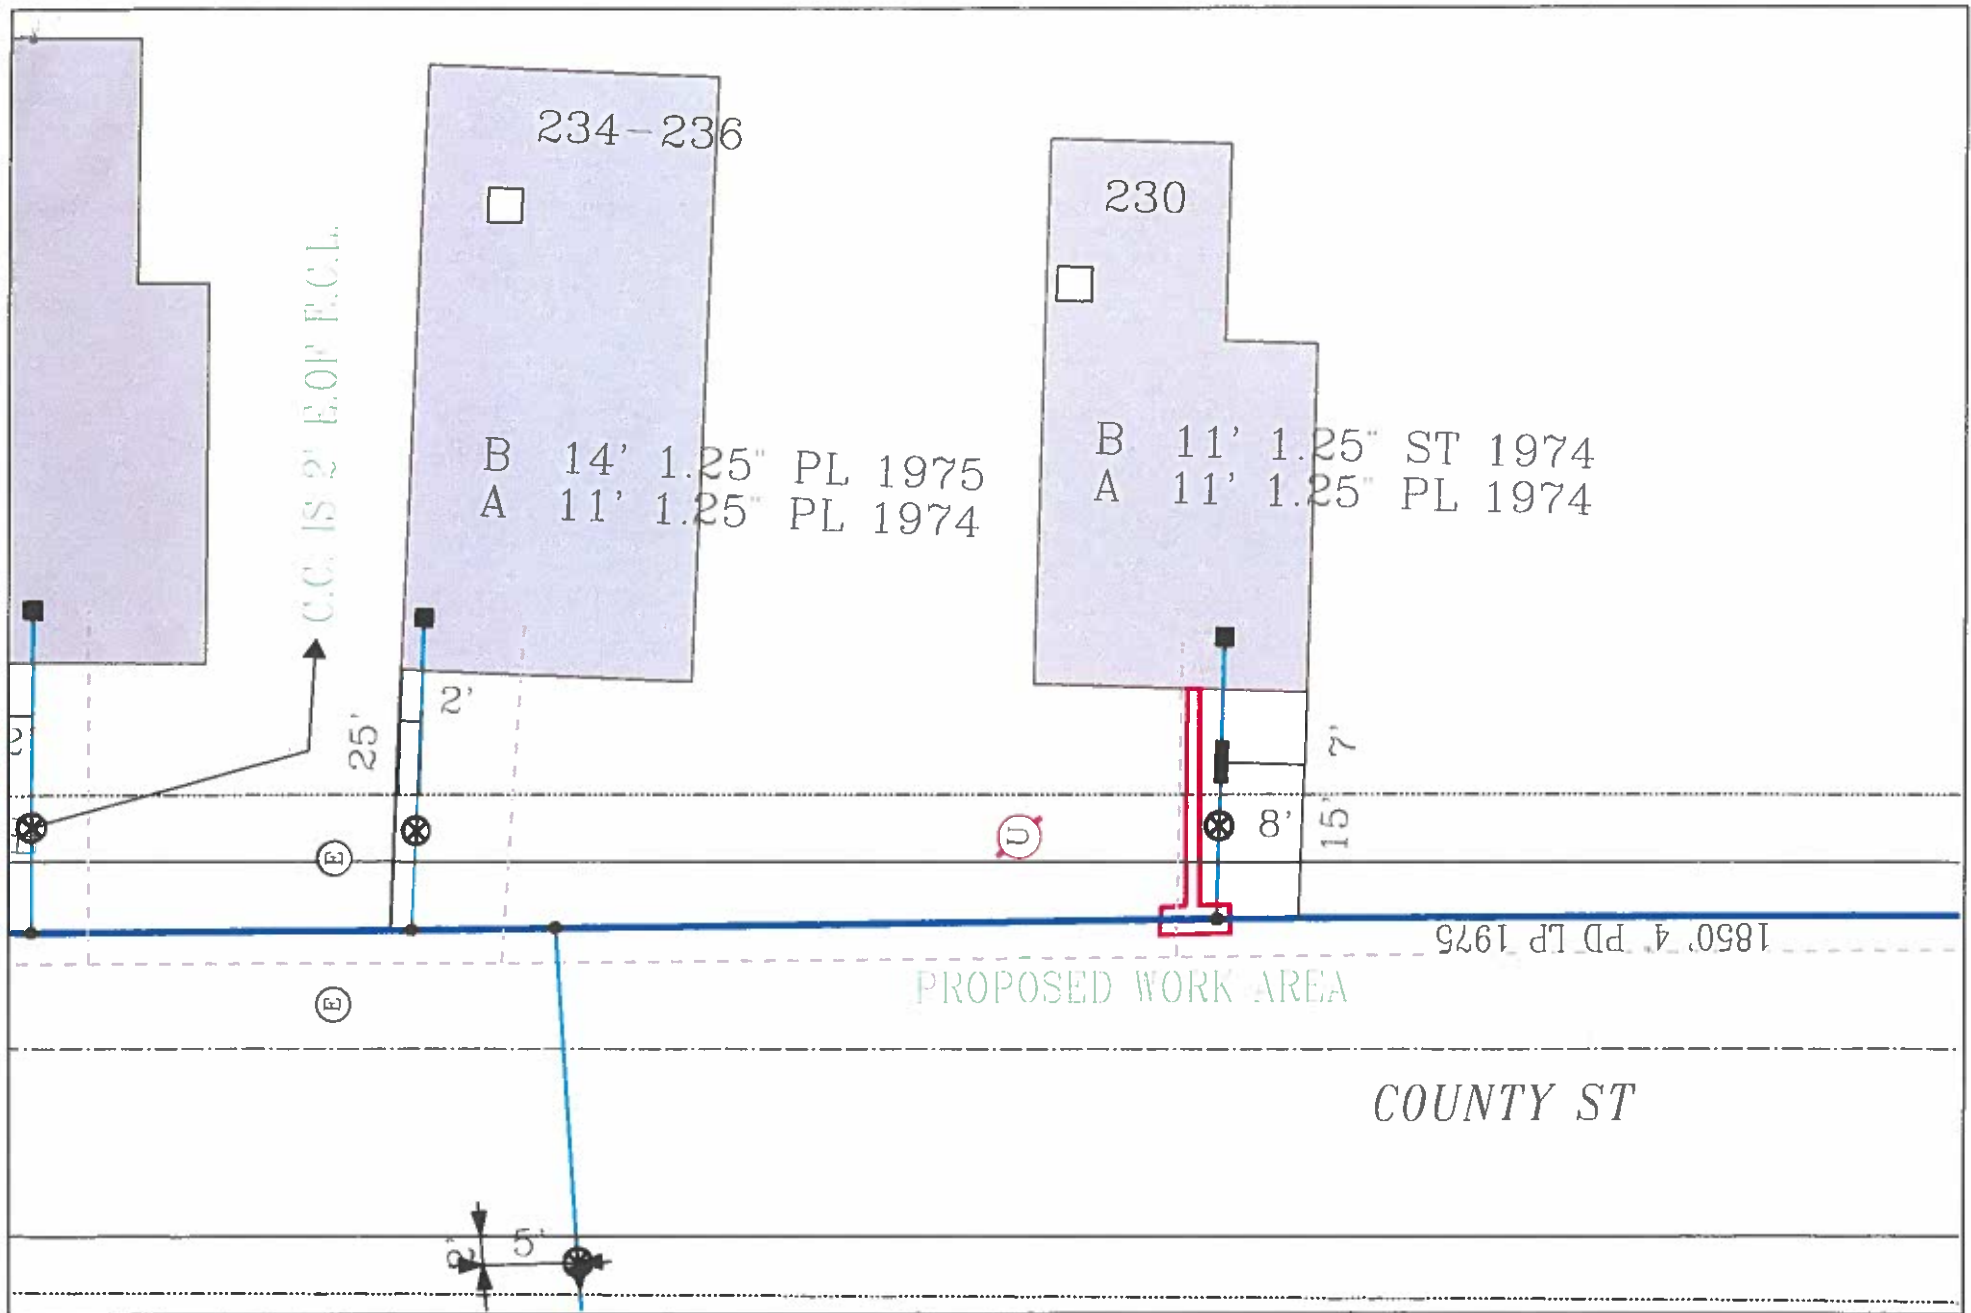 234-236
230
C.C. IS 2' E.OF F.C.L.
B 14' 1.25" PL 1975
A 11' 1.25" PL 1974
B 11' 1.25" ST 1974
A 11' 1.25" PL 1974
2'
25'
2'
7'
8'
15'
E
U
1850' 4" PD LP 1975
PROPOSED WORK AREA
E
COUNTY ST
2'
5'